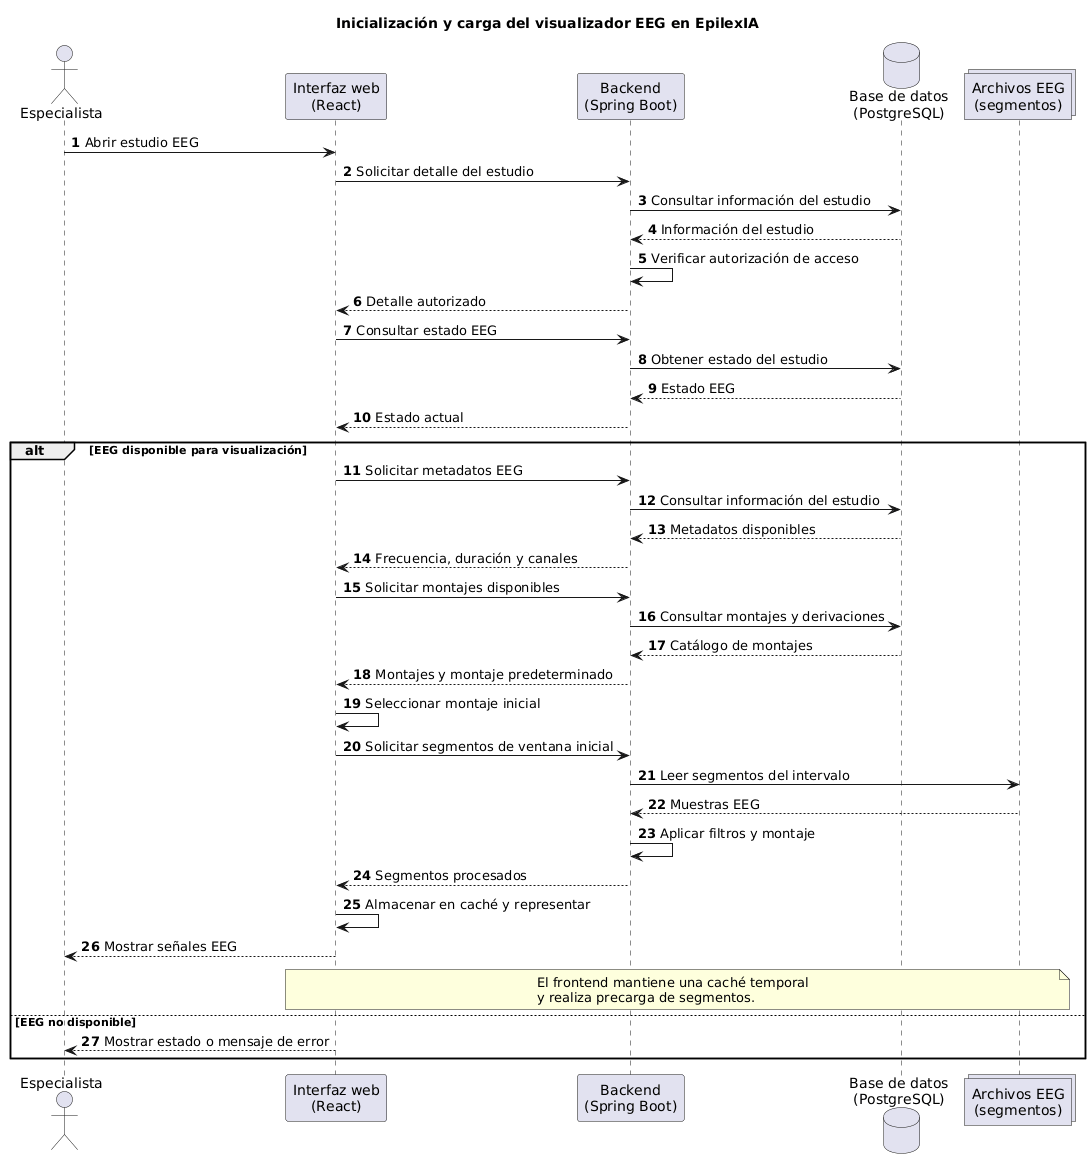 Inicialización y carga del visualizador EEG en EpilexIA
Especialista
Interfaz web
(React)
Backend
(Spring Boot)
Base de datos
(PostgreSQL)
Archivos EEG
(segmentos)
1 Abrir estudio EEG
2 Solicitar detalle del estudio
3 Consultar información del estudio
4 Información del estudio
5 Verificar autorización de acceso
6 Detalle autorizado
7 Consultar estado EEG
8 Obtener estado del estudio
9 Estado EEG
10 Estado actual
alt [EEG disponible para visualización]
11 Solicitar metadatos EEG
12 Consultar información del estudio
13 Metadatos disponibles
14 Frecuencia, duración y canales
15 Solicitar montajes disponibles
16 Consultar montajes y derivaciones
17 Catálogo de montajes
18 Montajes y montaje predeterminado
19 Seleccionar montaje inicial
20 Solicitar segmentos de ventana inicial
21 Leer segmentos del intervalo
22 Muestras EEG
23 Aplicar filtros y montaje
24 Segmentos procesados
25 Almacenar en caché y representar
26 Mostrar señales EEG
El frontend mantiene una caché temporal
y realiza precarga de segmentos.
[EEG no disponible]
27 Mostrar estado o mensaje de error
Especialista
Interfaz web
(React)
Backend
(Spring Boot)
Base de datos
(PostgreSQL)
Archivos EEG
(segmentos)